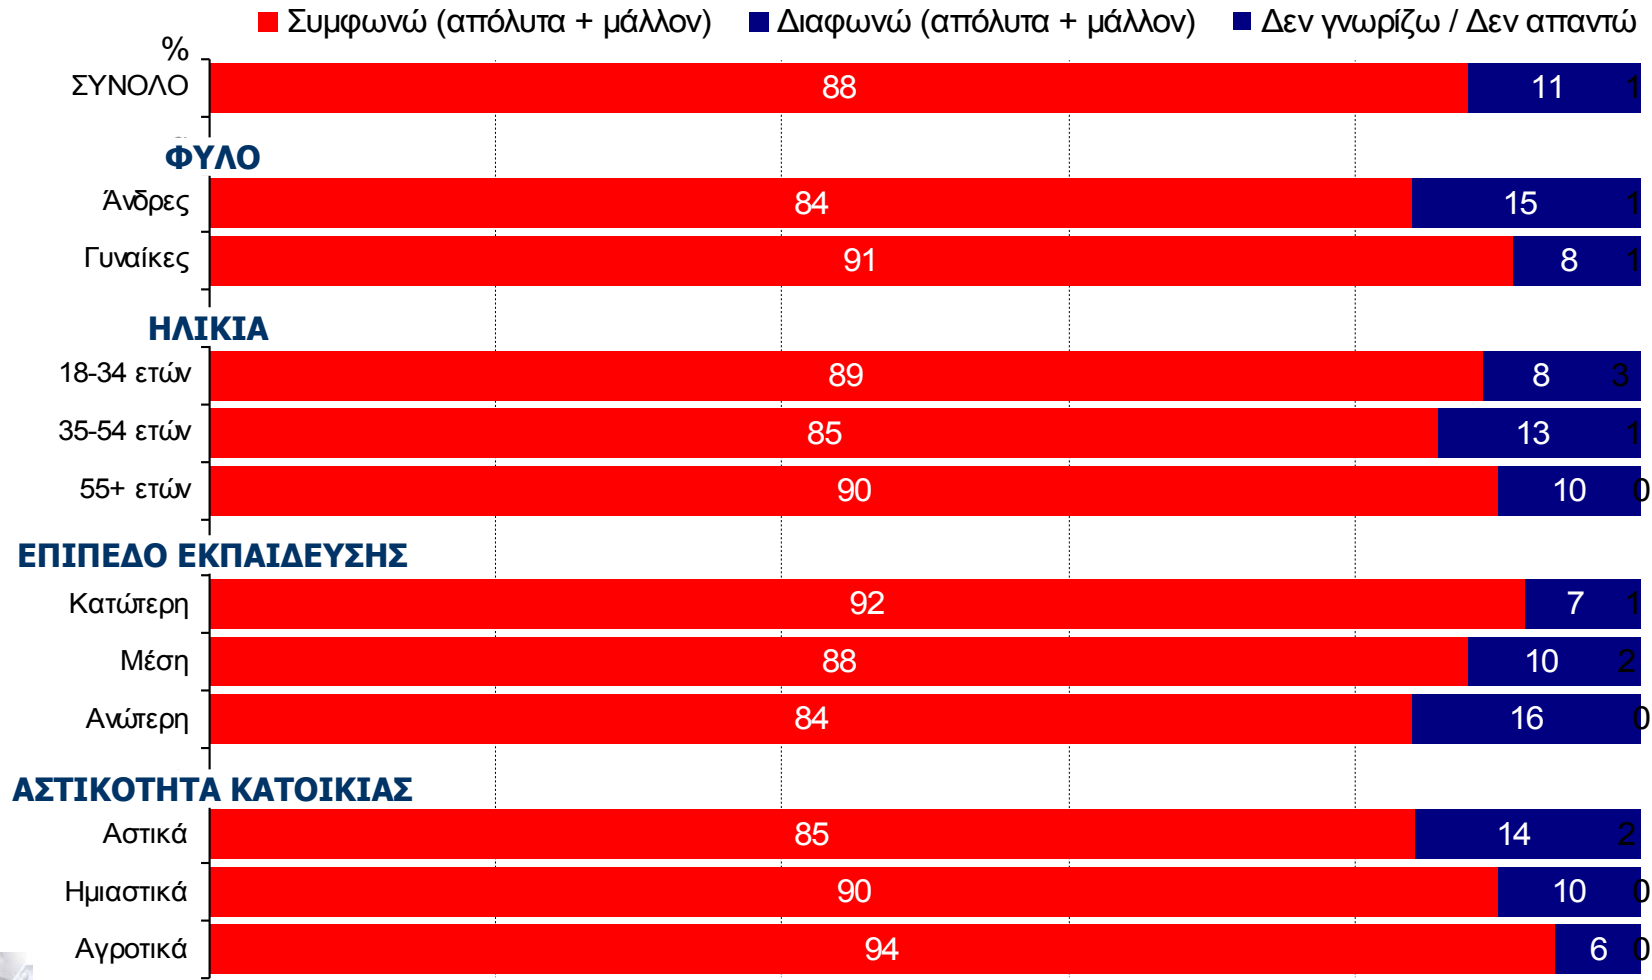 Συμφωνώ (απόλυτα + μάλλον) Διαφωνώ (απόλυτα + μάλλον) Δεν γνωρίζω / Δεν απαντώ
%
ΣΥΝΟΛΟ 88 11 1
ΦΥΛΟ
Άνδρες 84 15 1
Γυναίκες 91 8 1
ΗΛΙΚΙΑ
18-34 ετών 89 8 3
35-54 ετών 85 13 1
55+ ετών 90 10 0
ΕΠΙΠΕΔΟ ΕΚΠΑΙΔΕΥΣΗΣ
Κατώτερη 92 7 1
Μέση 88 10 2
Ανώτερη 84 16 0
ΑΣΤΙΚΟΤΗΤΑ ΚΑΤΟΙΚΙΑΣ
Αστικά 85 14 2
Ημιαστικά 90 10 0
Αγροτικά 94 6 0